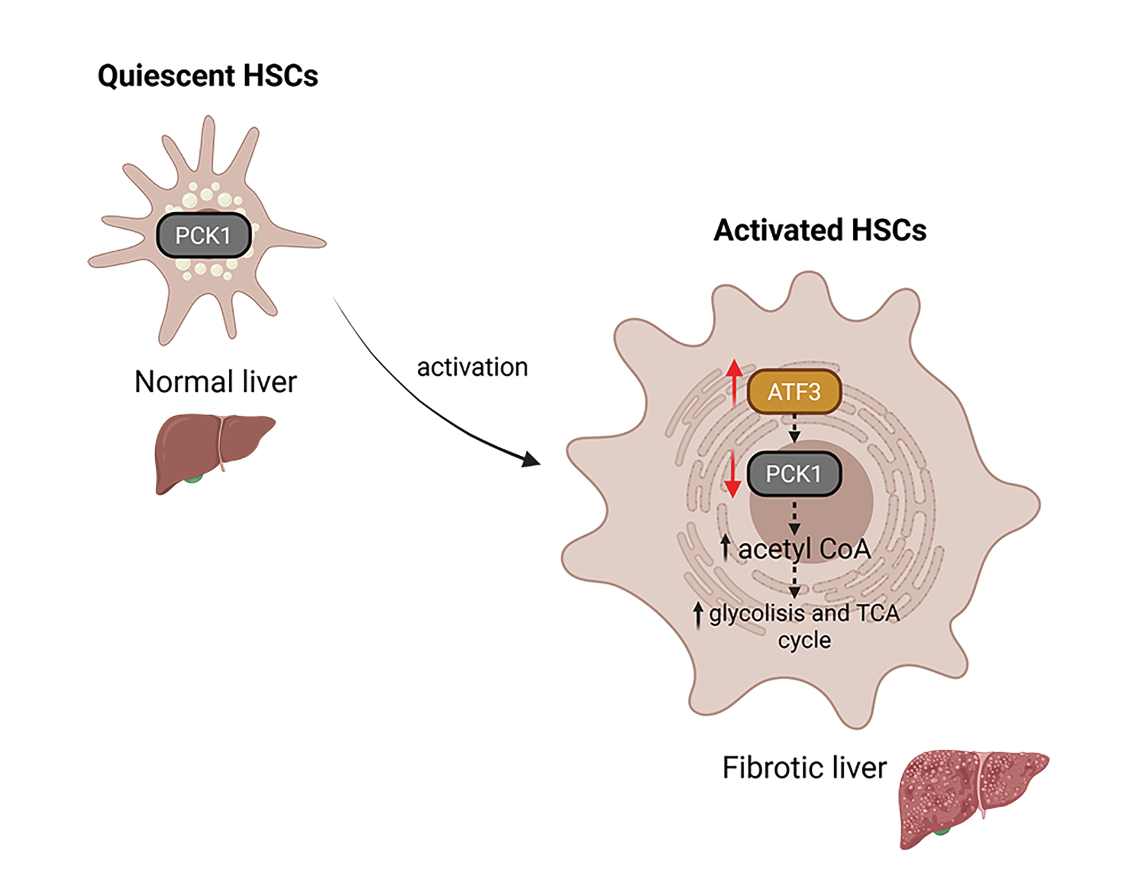 Quiescent HSCs
PCK1
Normal liver
activation
Activated HSCs
ATF3
PCK1
acetyl CoA
glycolisis and TCA
cycle
Fibrotic liver